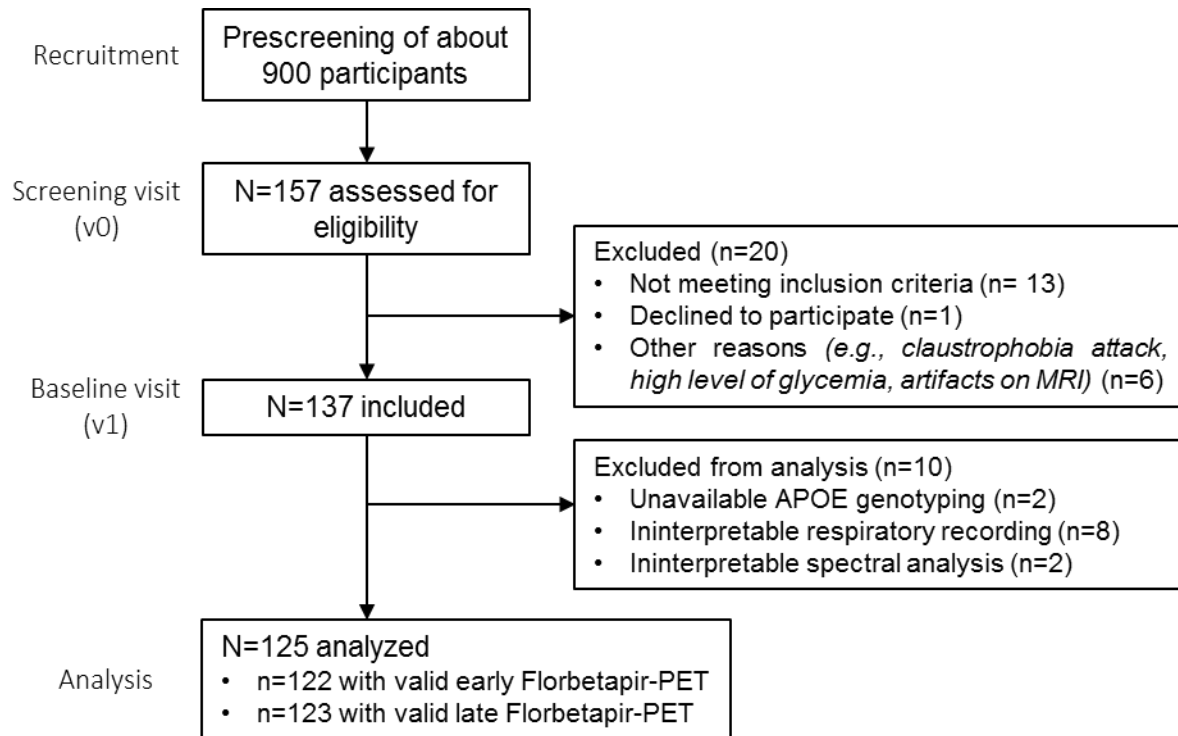 Recruitment
Prescreening of about
900 participants
Screening visit
(v0)
N=157 assessed for
eligibility
Excluded (n=20)
• Not meeting inclusion criteria (n= 13)
• Declined to participate (n=1)
• Other reasons (e.g., claustrophobia attack,
high level of glycemia, artifacts on MRI) (n=6)
Baseline visit
(v1)
N=137 included
Excluded from analysis (n=10)
• Unavailable APOE genotyping (n=2)
• Ininterpretable respiratory recording (n=8)
• Ininterpretable spectral analysis (n=2)
Analysis
N=125 analyzed
• n=122 with valid early Florbetapir-PET
• n=123 with valid late Florbetapir-PET